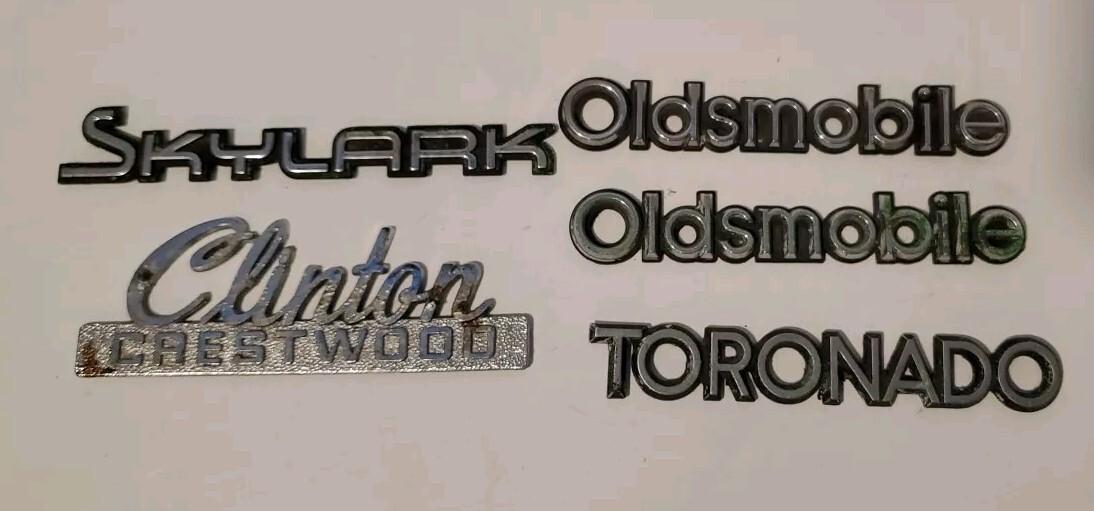 SKYLARK
Clinton
CRESTWOOD
Oldsmobile
Oldsmobile
TORONADO